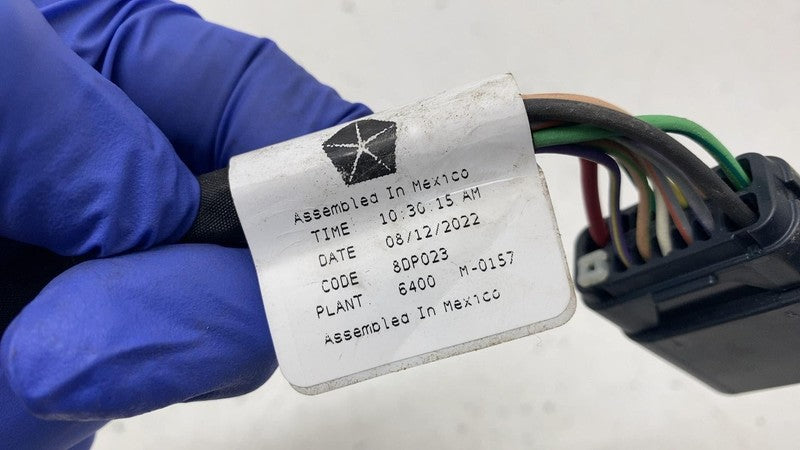 Assembled In Mexico
TIME 10:30:15 AM
DATE 08/12/2022
CODE 8DP023
PLANT. 6400 M-0157
Assembled In Mexico